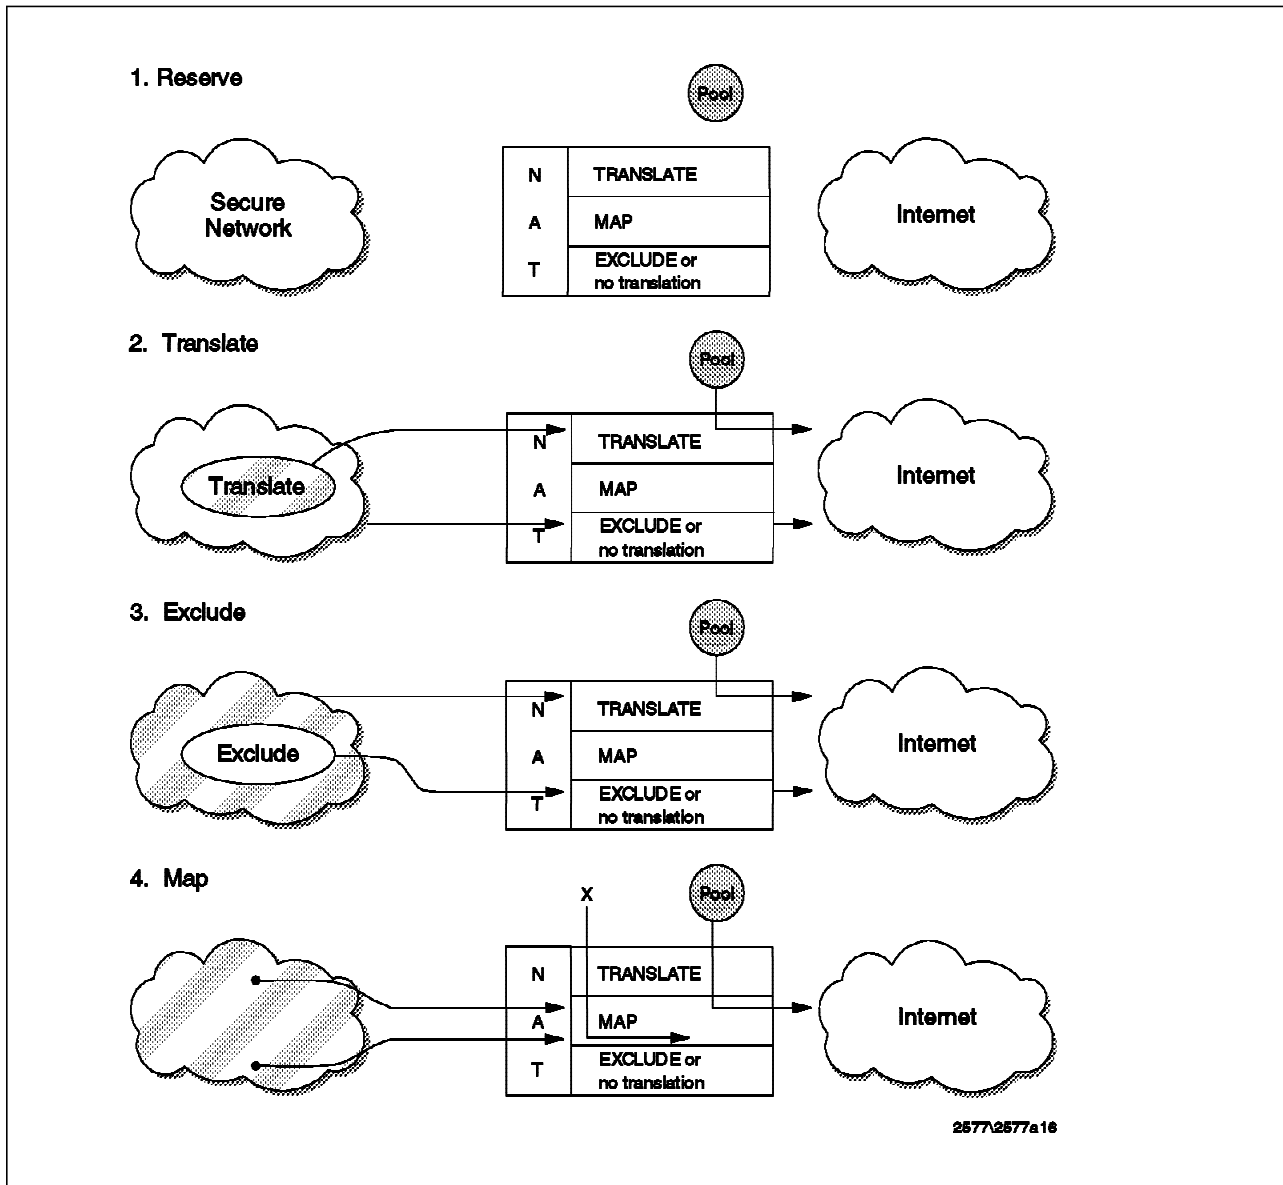 1. Reserve
Pool
Secure
Network
N
TRANSLATE
A
MAP
T
EXCLUDE or
no translation
Internet
2. Translate
Pool
Translate
N
TRANSLATE
A
MAP
T
EXCLUDE or
no translation
Internet
3. Exclude
Pool
Exclude
N
TRANSLATE
A
MAP
T
EXCLUDE or
no translation
Internet
4. Map
X
Pool
N
TRANSLATE
A
MAP
T
EXCLUDE or
no translation
Internet
2577\2577a16